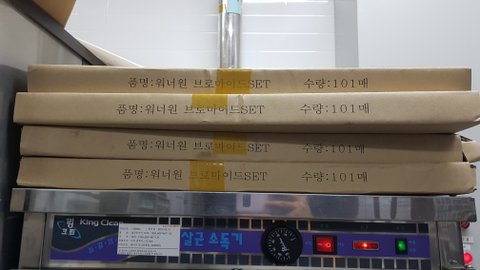 품명:워너원 브로마이드SET 수량:101매
품명:워너원 브로마이드SET 수량:101매
품명:워너원 브로마이드SET 수량:101매
품명:워너원 브로마이드SET 수량:101매
킹
크린
King Clean
살균 소독기